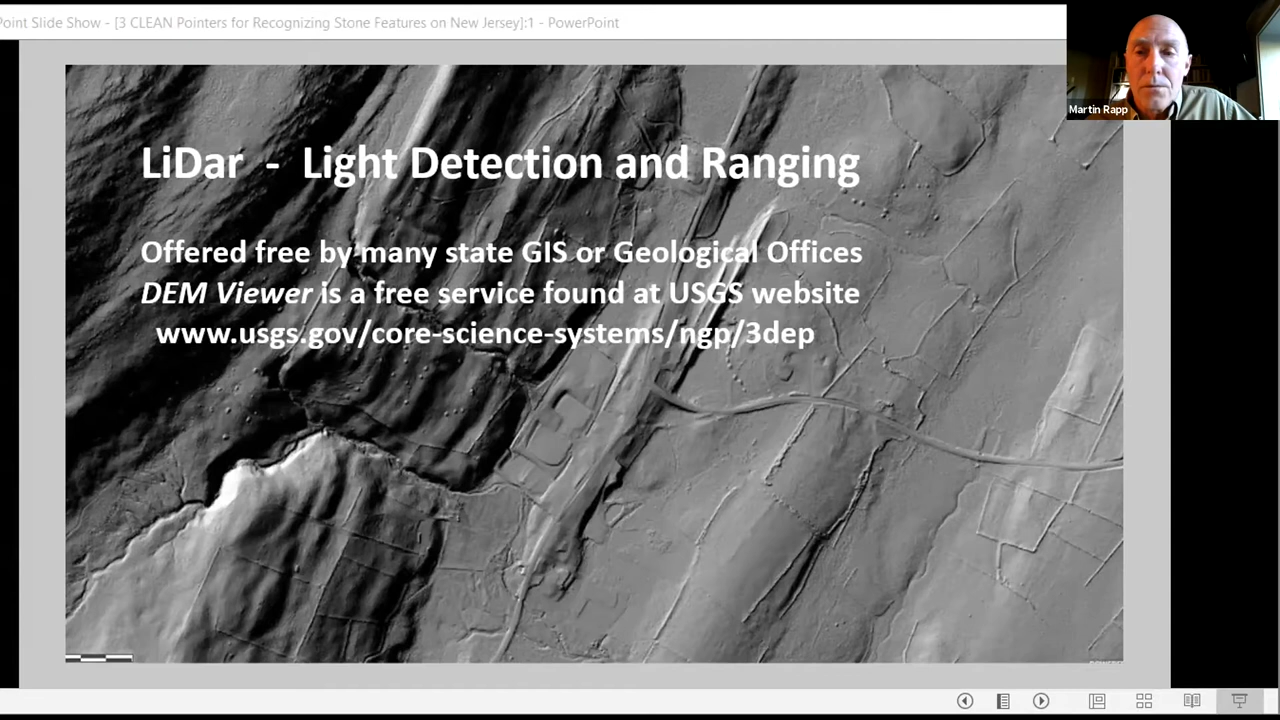 Point Slide Show - [3 CLEAN Pointers for Recognizing Stone Features on New Jersey]:1 - PowerPoint
Martin Rapp
LiDar - Light Detection and Ranging
Offered free by many state GIS or Geological Offices
DEM Viewer is a free service found at USGS website
www.usgs.gov/core-science-systems/ngp/3dep